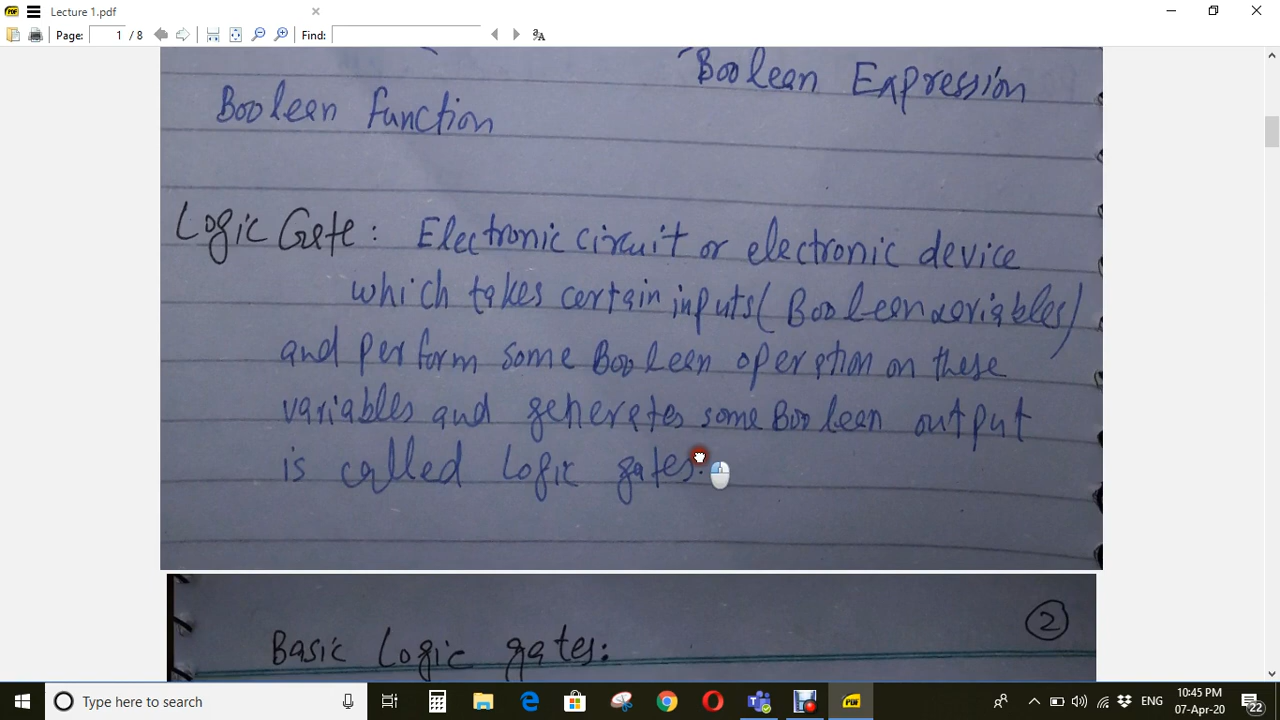 Lecture 1.pdf
Page: 1 / 8 Find:
Boolean Expression
Boolean Function
Logic Gate: Electronic circuit or electronic device
which takes certain inputs (Boolean variables)
and perform some Boolean operation on these
variables and generates some Boolean output
is called Logic gates.
2
Basic Logic gates:
Type here to search
ENG
10:45 PM
07-Apr-20
22